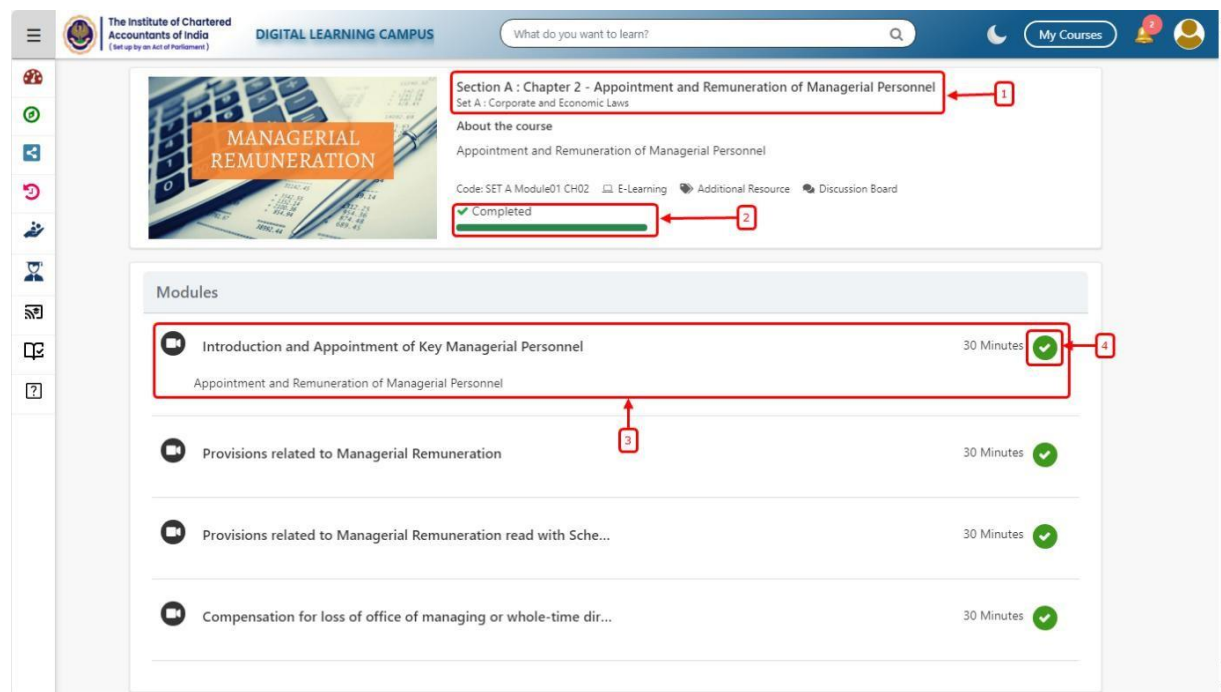 The Institute of Chartered
Accountants of India
(Set up by an Act of Parliament)
DIGITAL LEARNING CAMPUS
What do you want to learn?
My Courses
2
MANAGERIAL
REMUNERATION
Section A : Chapter 2 - Appointment and Remuneration of Managerial Personnel
1
Set A : Corporate and Economic Laws
About the course
Appointment and Remuneration of Managerial Personnel
Code: SET A Module01 CH02 E-Learning Additional Resource Discussion Board
Completed
2
Modules
Introduction and Appointment of Key Managerial Personnel
30 Minutes
4
Appointment and Remuneration of Managerial Personnel
3
Provisions related to Managerial Remuneration
30 Minutes
Provisions related to Managerial Remuneration read with Sche...
30 Minutes
Compensation for loss of office of managing or whole-time dir...
30 Minutes